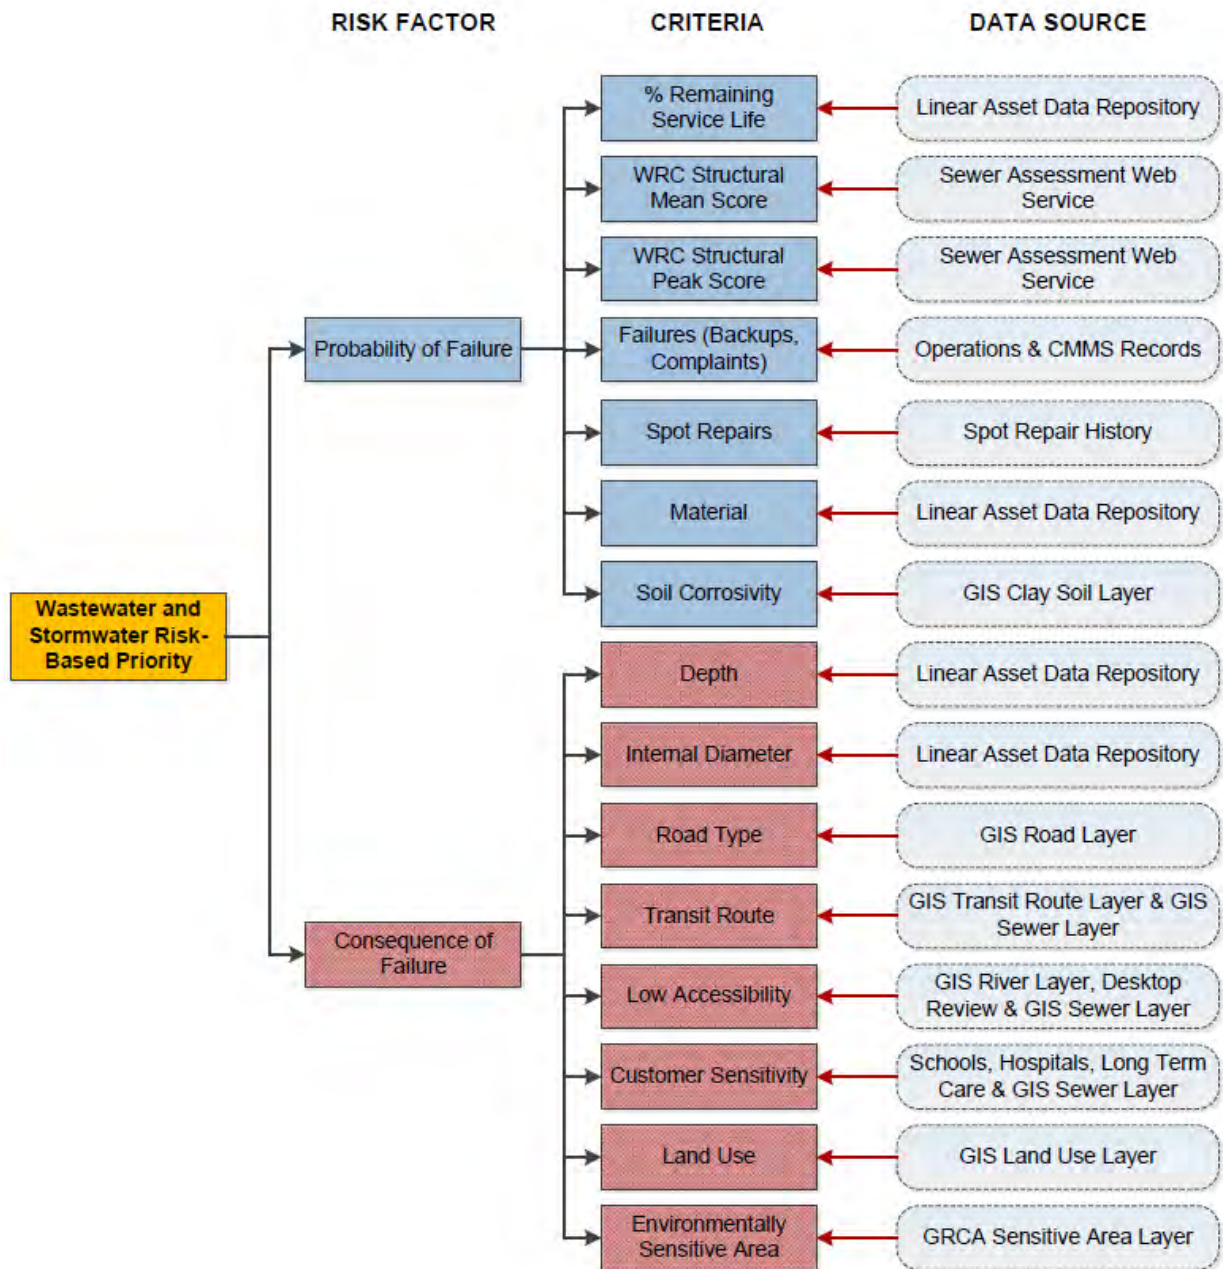 RISK FACTOR
CRITERIA
DATA SOURCE
% Remaining
Service Life
Linear Asset Data Repository
WRC Structural
Mean Score
Sewer Assessment Web
Service
WRC Structural
Peak Score
Sewer Assessment Web
Service
Probability of Failure
Failures (Backups,
Complaints)
Operations & CMMS Records
Spot Repairs
Spot Repair History
Material
Linear Asset Data Repository
Soil Corrosivity
GIS Clay Soil Layer
Wastewater and
Stormwater Risk-
Based Priority
Depth
Linear Asset Data Repository
Internal Diameter
Linear Asset Data Repository
Road Type
GIS Road Layer
Transit Route
GIS Transit Route Layer & GIS
Sewer Layer
Consequence of
Failure
Low Accessibility
GIS River Layer, Desktop
Review & GIS Sewer Layer
Customer Sensitivity
Schools, Hospitals, Long Term
Care & GIS Sewer Layer
Land Use
GIS Land Use Layer
Environmentally
Sensitive Area
GRCA Sensitive Area Layer